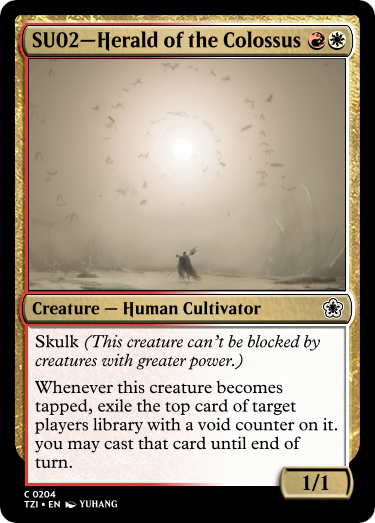 SU02—Herald of the Colossus
Creature — Human Cultivator
Skulk (This creature can't be blocked by
creatures with greater power.)
Whenever this creature becomes
tapped, exile the top card of target
players library with a void counter on it.
you may cast that card until end of
turn.
1/1
C 0204
TZI • EN YUHANG